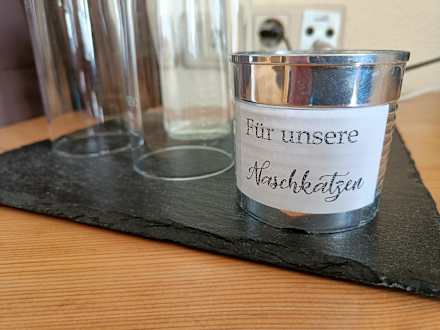 Für unsere
Naschkatzen